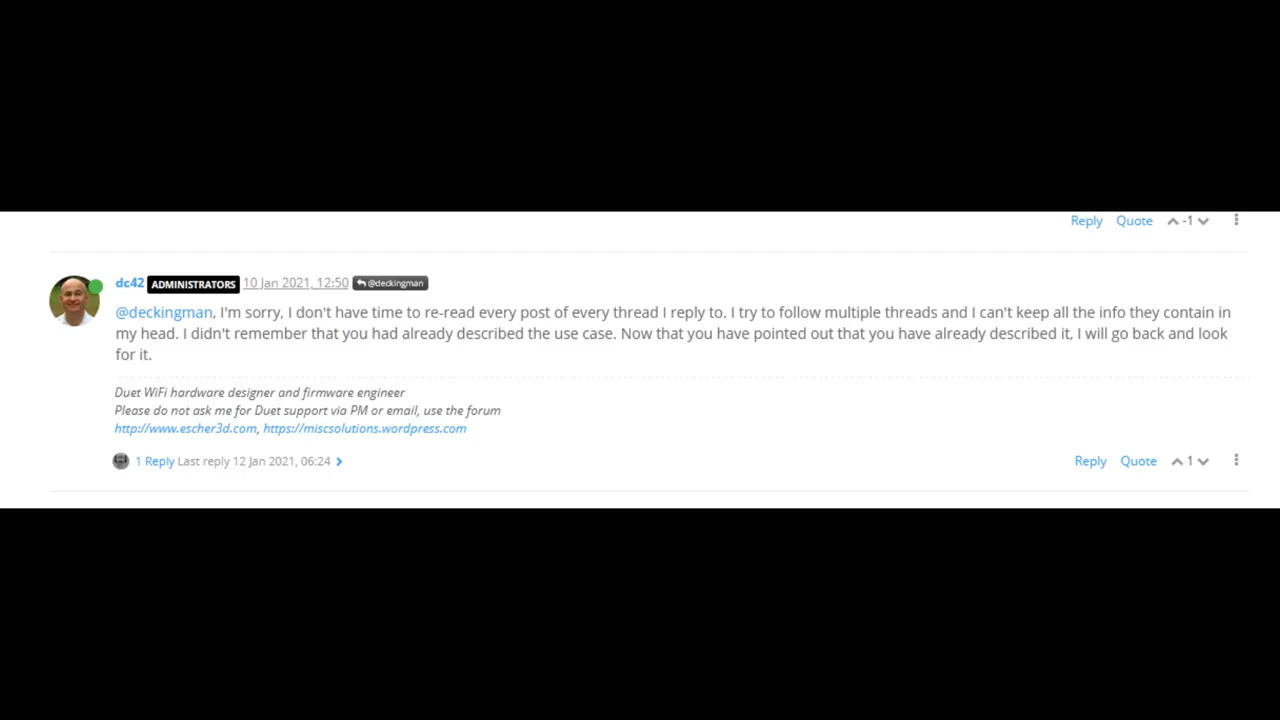 Reply Quote -1
dc42 ADMINISTRATORS 10 Jan 2021, 12:50 @deckingman
@deckingman, I'm sorry, I don't have time to re-read every post of every thread I reply to. I try to follow multiple threads and I can't keep all the info they contain in
my head. I didn't remember that you had already described the use case. Now that you have pointed out that you have already described it, I will go back and look
for it.
Duet WiFi hardware designer and firmware engineer
Please do not ask me for Duet support via PM or email, use the forum
http://www.escher3d.com, https://miscsolutions.wordpress.com
1 Reply Last reply 12 Jan 2021, 06:24 Reply Quote 1